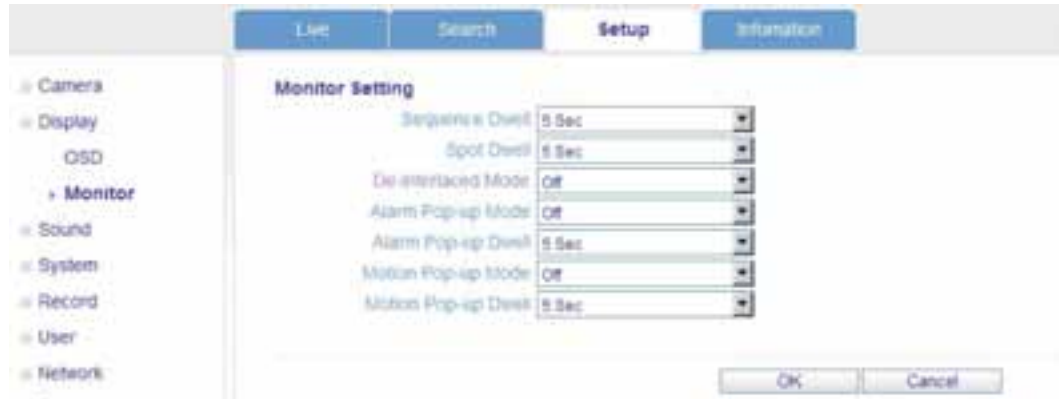 Live Search Setup Infomation
Camera
Display
OSD
Monitor
Sound
System
Record
User
Network
Monitor Setting
Sequence Dwell 5 Sec
Spot Dwell 5 Sec
De-interlaced Mode Off
Alarm Pop-up Mode Off
Alarm Pop-up Dwell 5 Sec
Motion Pop-up Mode Off
Motion Pop-up Dwell 5 Sec
OK Cancel